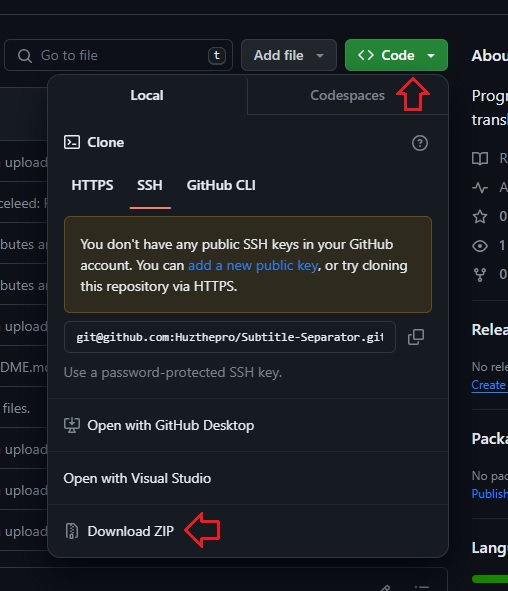 Go to file
t
Add file
Code
Abou
Local
Codespaces
Progr
transl
Clone
upload
celeed: F
HTTPS
SSH
GitHub CLI
R
A
0
1
0
You don't have any public SSH keys in your GitHub
account. You can add a new public key, or try cloning
this repository via HTTPS.
butes a
butes a
upload
git@github.com:Huzthepro/Subtitle-Separator.git
Relea
Use a password-protected SSH key.
No rele
DME.m
Create
files.
Open with GitHub Desktop
Packa
upload
Open with Visual Studio
No pac
upload
Publish
upload
Download ZIP
Lang